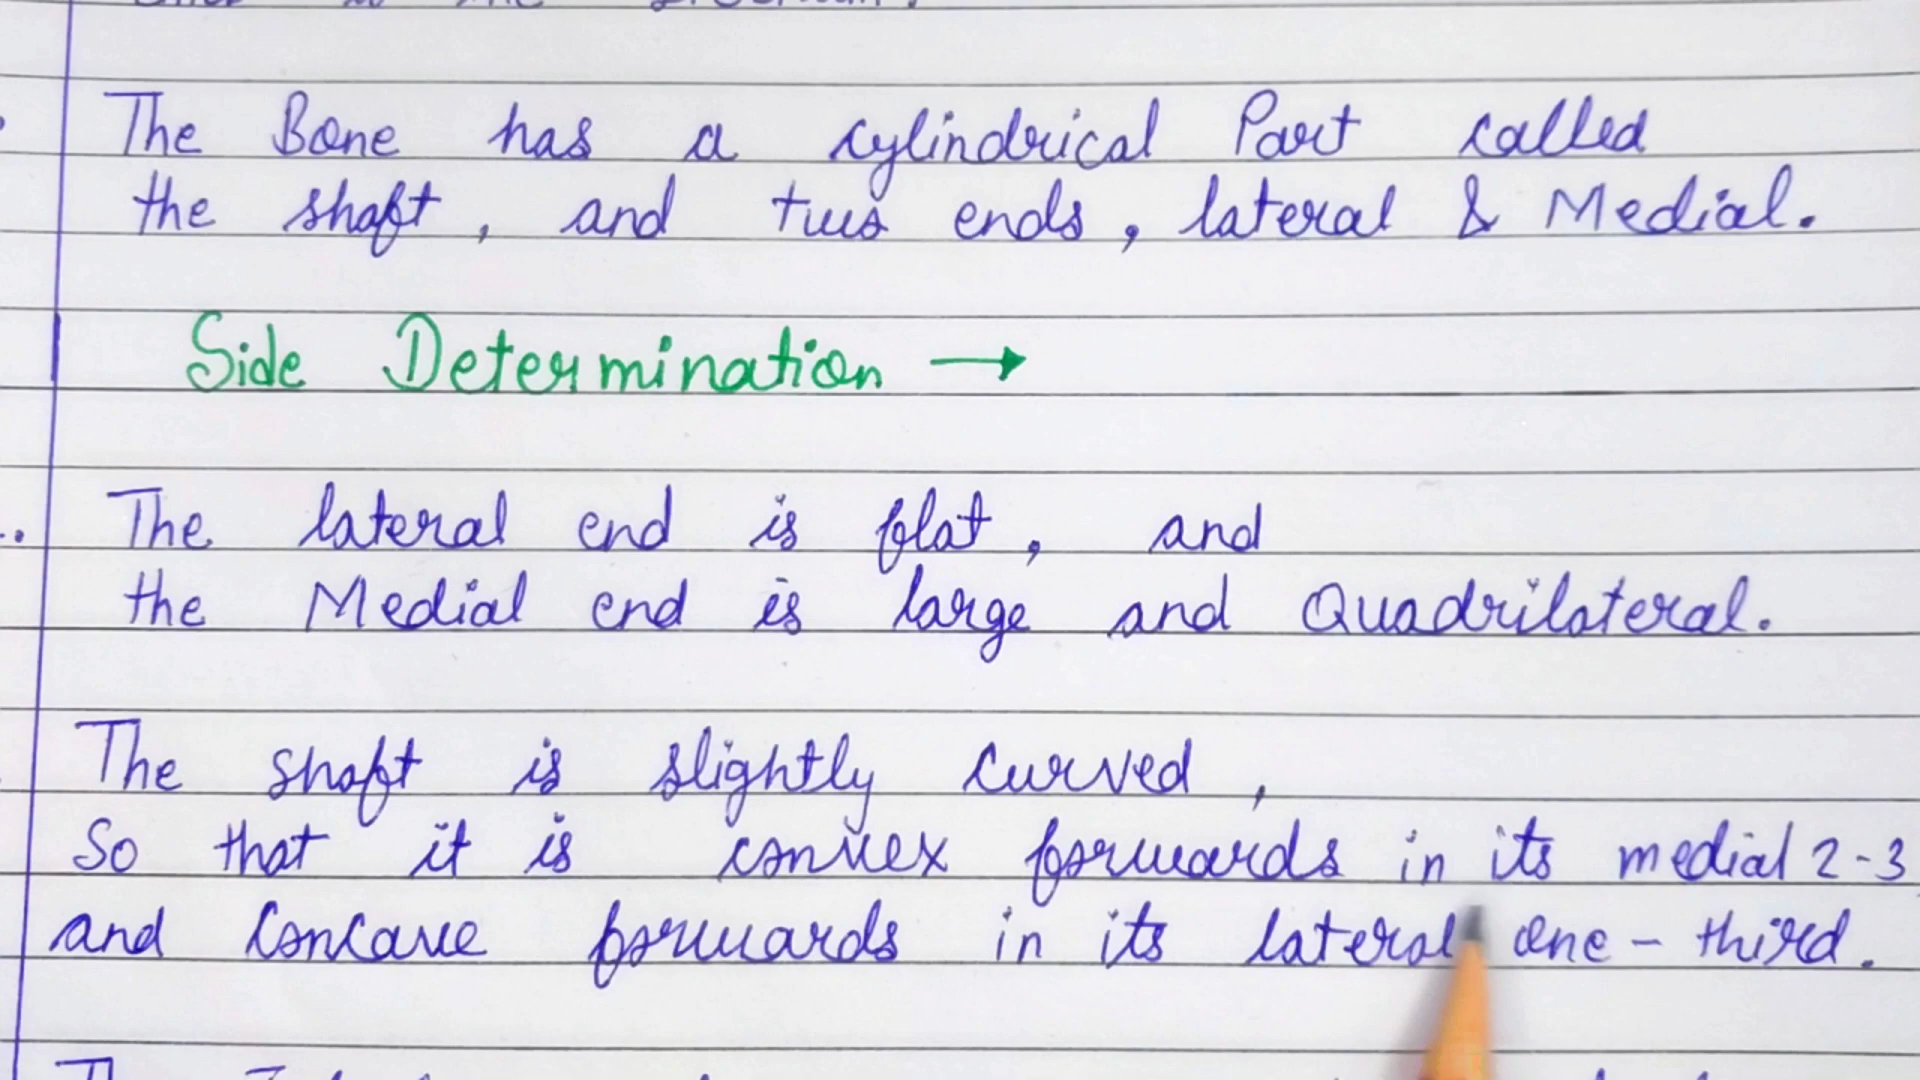 The Bone has a cylindrical Part called
the shaft, and two ends, lateral & Medial.
Side Determination →
The lateral end is flat, and
the Medial end is large and Quadrilateral.
The shaft is slightly curved,
So that it is convex forwards in its medial 2-3
and Concave forwards in its lateral one - third.